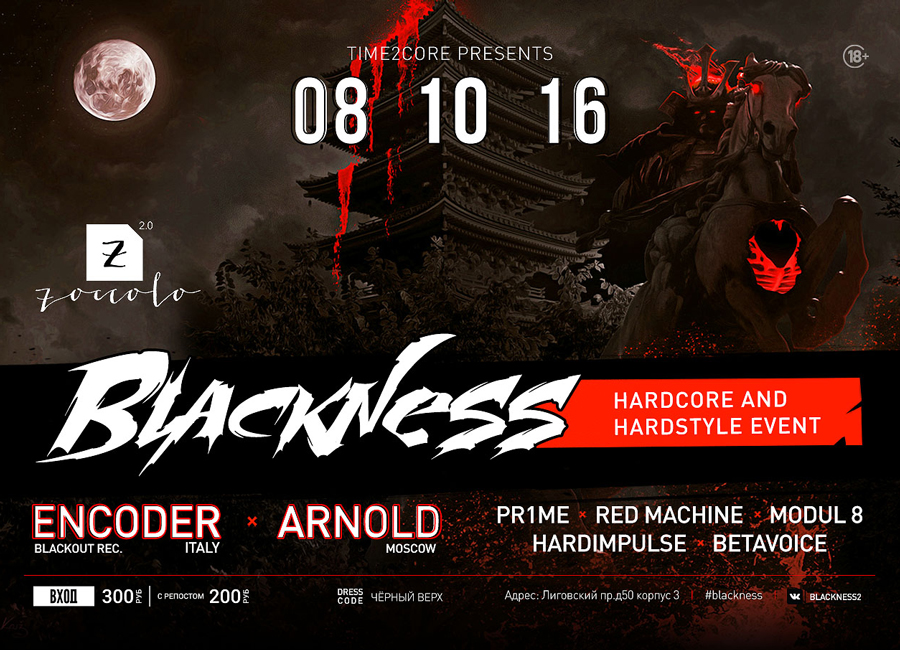 TIME2CORE PRESENTS
08 10 16
18+
Z 2.0
zoccolo
BLACKNESS
HARDCORE AND
HARDSTYLE EVENT
ENCODER × ARNOLD
BLACKOUT REC. ITALY MOSCOW
PR1ME × RED MACHINE × MODUL 8
HARDIMPULSE × BETAVOICE
ВХОД 300 РУБ | С РЕПОСТОМ 200 РУБ
DRESS CODE ЧЁРНЫЙ ВЕРХ
Адрес: Лиговский пр.д50 корпус 3 | #blackness | BLACKNESS2